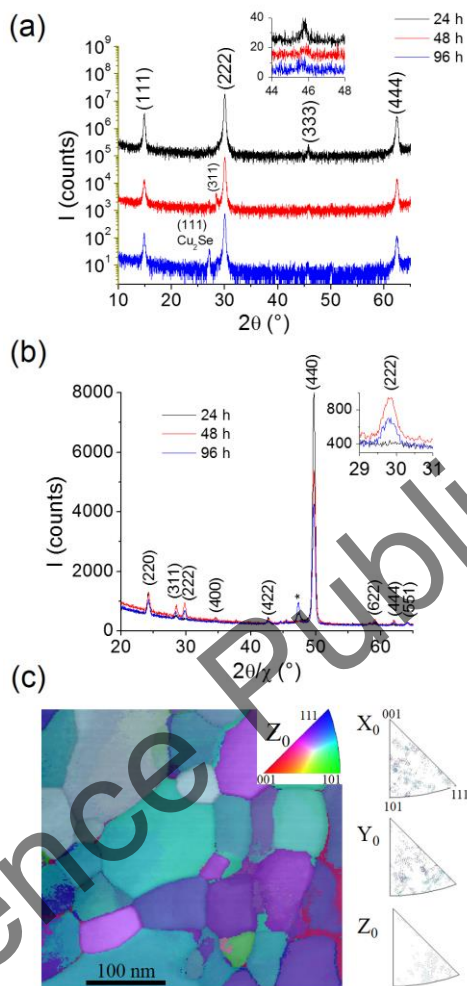 (a)
24 h
48 h
96 h
40
20
0
44 46 48
I (counts)
10⁹
10⁸
10⁷
10⁶
10⁵
10⁴
10³
10²
10¹
(111)
(222)
(333)
(444)
(311)
(111)
Cu₂Se
10 20 30 40 50 60
2θ (°)
(b)
24 h
48 h
96 h
I (counts)
8000
6000
4000
2000
0
(440)
(222)
800
400
29 30 31
(220)
(311)
(222)
(400)
(422)
*
(622)
(444)
(551)
20 30 40 50 60
2θ/χ (°)
(c)
Z₀
111
001
101
100 nm
X₀
001
111
101
Y₀
Z₀
ence Publi